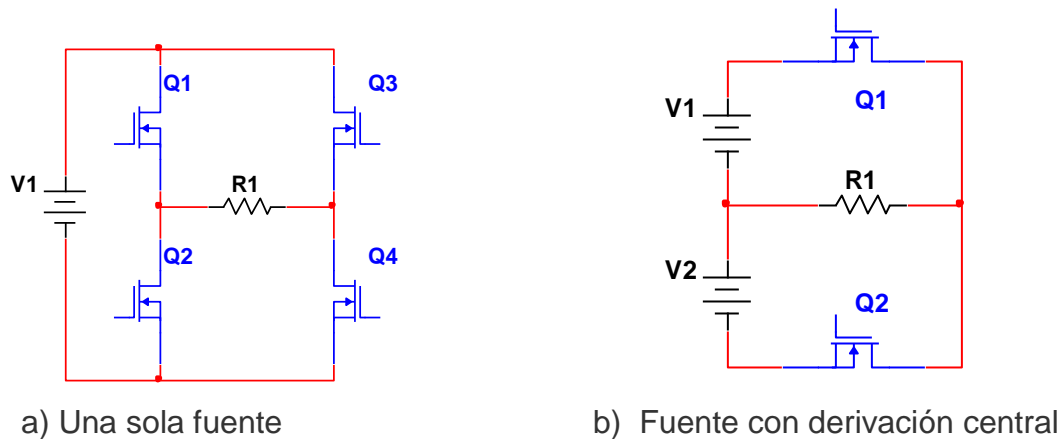 Q1
Q3
V1
R1
Q2
Q4
a) Una sola fuente
Q1
V1
R1
V2
Q2
b) Fuente con derivación central